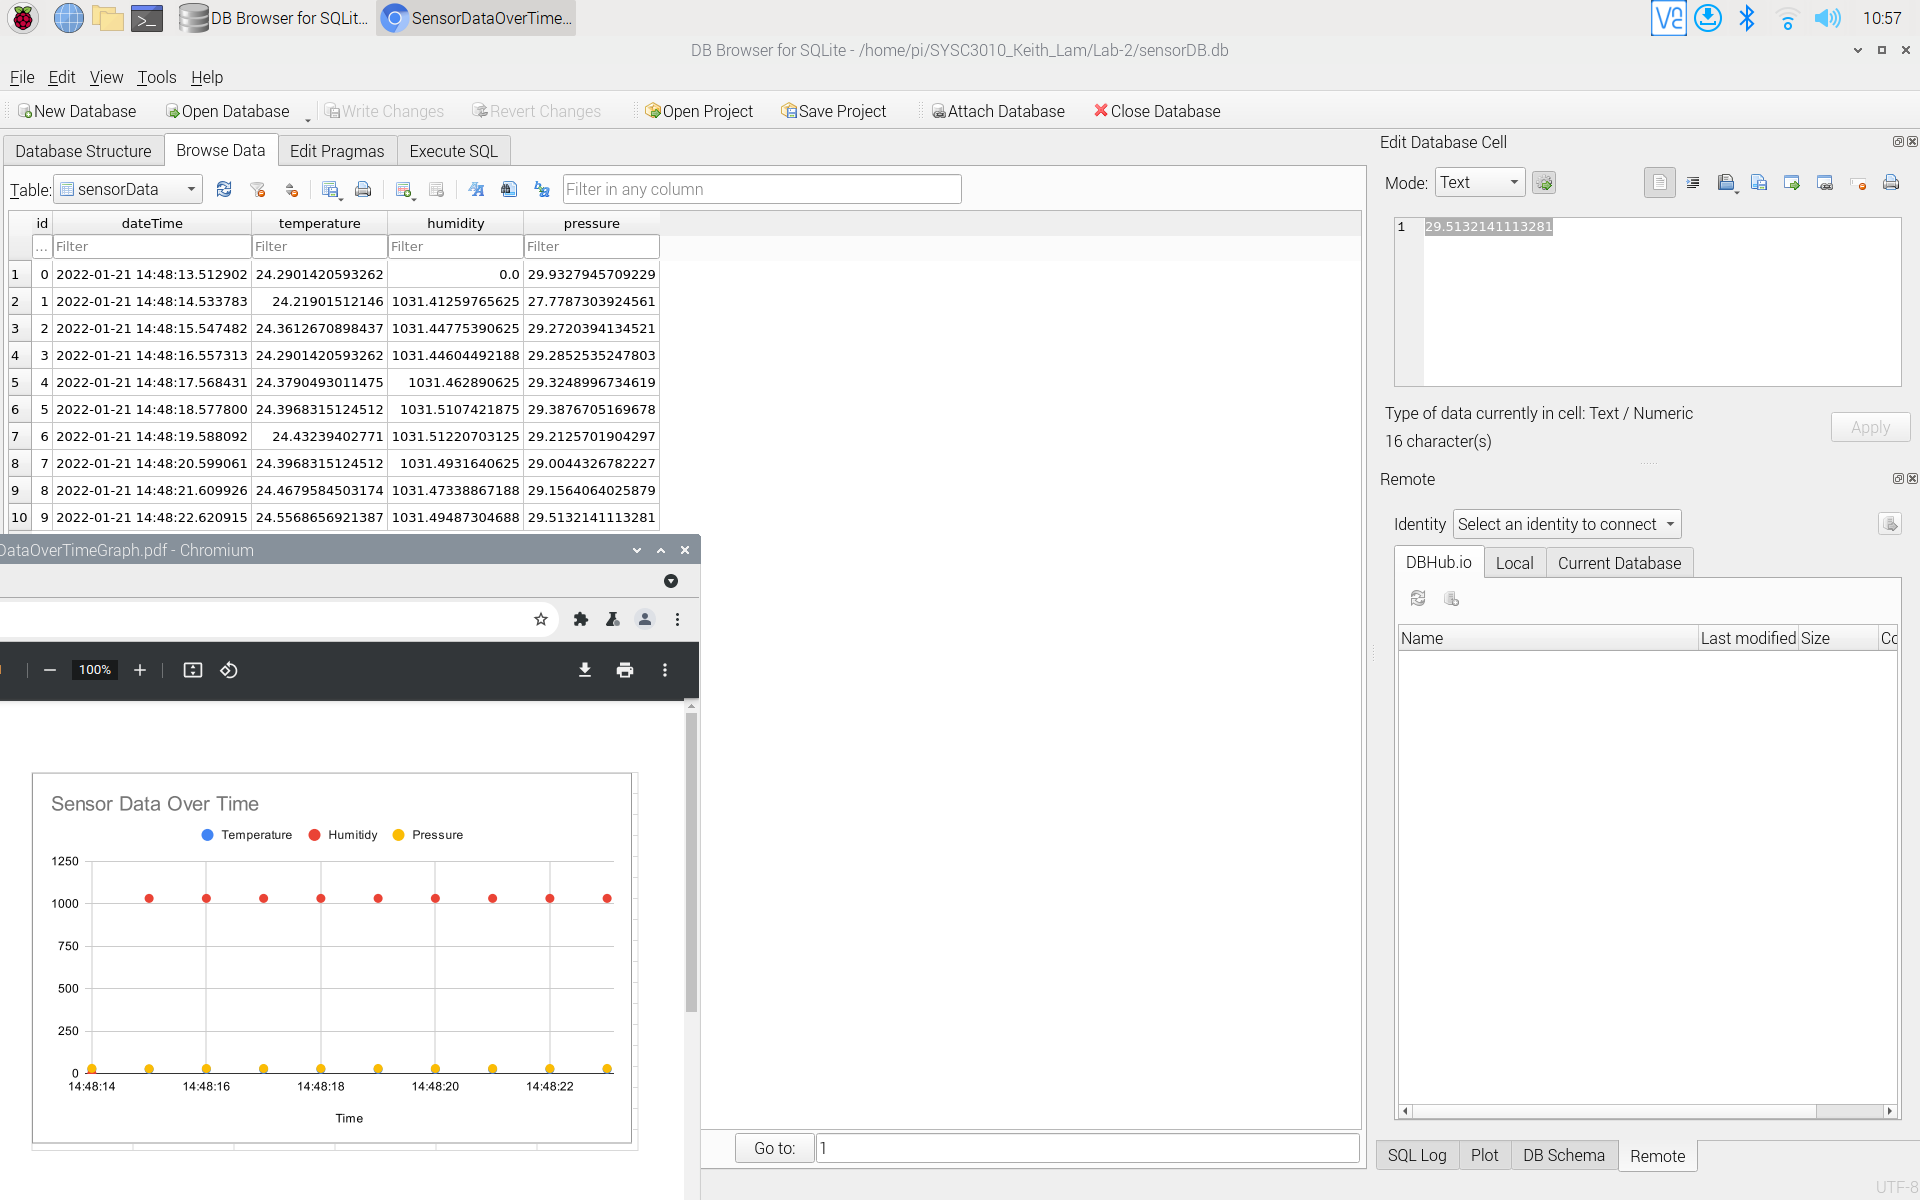 DB Browser for SQLit... SensorDataOverTime... 10:57
DB Browser for SQLite - /home/pi/SYSC3010_Keith_Lam/Lab-2/sensorDB.db
File Edit View Tools Help
New Database Open Database Write Changes Revert Changes Open Project Save Project Attach Database Close Database
Database Structure Browse Data Edit Pragmas Execute SQL
Table: sensorData Filter in any column
id dateTime temperature humidity pressure
... Filter Filter Filter Filter
1 0 2022-01-21 14:48:13.512902 24.2901420593262 0.0 29.9327945709229
2 1 2022-01-21 14:48:14.533783 24.21901512146 1031.41259765625 27.7787303924561
3 2 2022-01-21 14:48:15.547482 24.3612670898437 1031.44775390625 29.2720394134521
4 3 2022-01-21 14:48:16.557313 24.2901420593262 1031.44604492188 29.2852535247803
5 4 2022-01-21 14:48:17.568431 24.3790493011475 1031.462890625 29.3248996734619
6 5 2022-01-21 14:48:18.577800 24.3968315124512 1031.5107421875 29.3876705169678
7 6 2022-01-21 14:48:19.588092 24.43239402771 1031.51220703125 29.2125701904297
8 7 2022-01-21 14:48:20.599061 24.3968315124512 1031.4931640625 29.0044326782227
9 8 2022-01-21 14:48:21.609926 24.4679584503174 1031.47338867188 29.1564064025879
10 9 2022-01-21 14:48:22.620915 24.5568656921387 1031.49487304688 29.5132141113281
DataOverTimeGraph.pdf - Chromium
100%
Sensor Data Over Time
Temperature Humitidy Pressure
1250
1000
750
500
250
0
14:48:14 14:48:16 14:48:18 14:48:20 14:48:22
Time
Go to: 1
Edit Database Cell
Mode: Text
1 29.5132141113281
Type of data currently in cell: Text / Numeric
16 character(s)
Apply
Remote
Identity Select an identity to connect
DBHub.io Local Current Database
Name Last modified Size Cc
SQL Log Plot DB Schema Remote
UTF-8